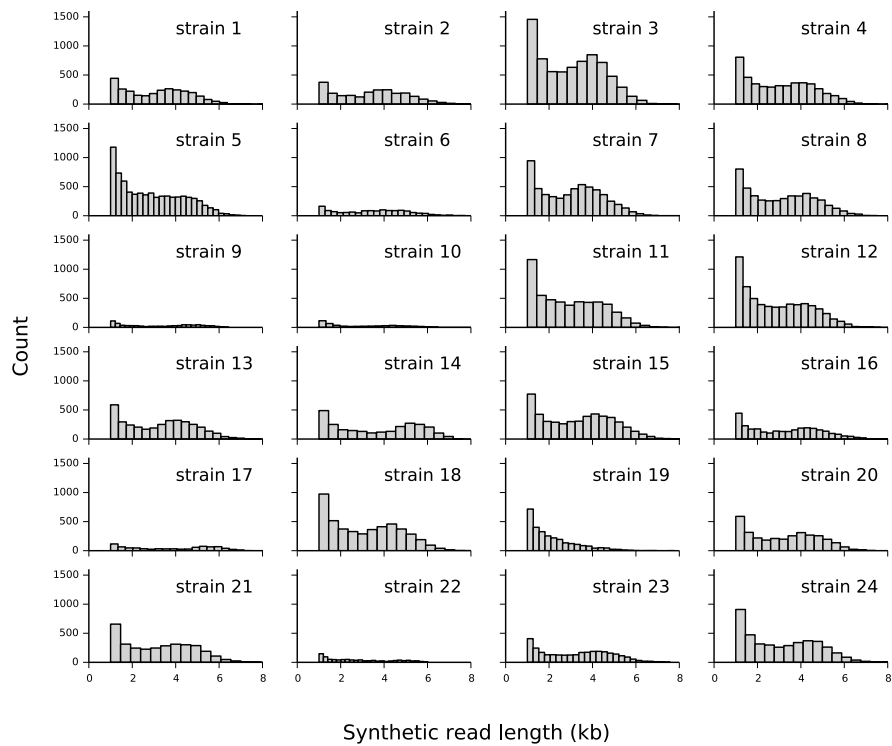 1500
1000
500
0
strain 1
strain 2
strain 3
strain 4
1500
1000
500
0
strain 5
strain 6
strain 7
strain 8
1500
1000
500
0
strain 9
strain 10
strain 11
strain 12
Count
1500
1000
500
0
strain 13
strain 14
strain 15
strain 16
1500
1000
500
0
strain 17
strain 18
strain 19
strain 20
1500
1000
500
0
strain 21
strain 22
strain 23
strain 24
0 2 4 6 8 0 2 4 6 8 0 2 4 6 8 0 2 4 6 8
Synthetic read length (kb)